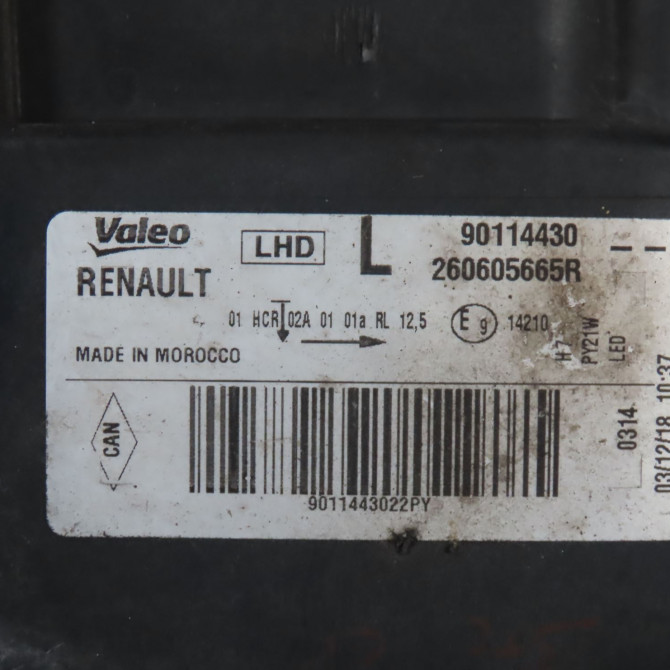 Valeo LHD L 90114430
RENAULT 260605665R
01 HCR 02A 01 01a RL 12,5 E9 14210
MADE IN MOROCCO
H7
PY21W
LED
CAN
9011443022PY
0314
03/12/18 10:37